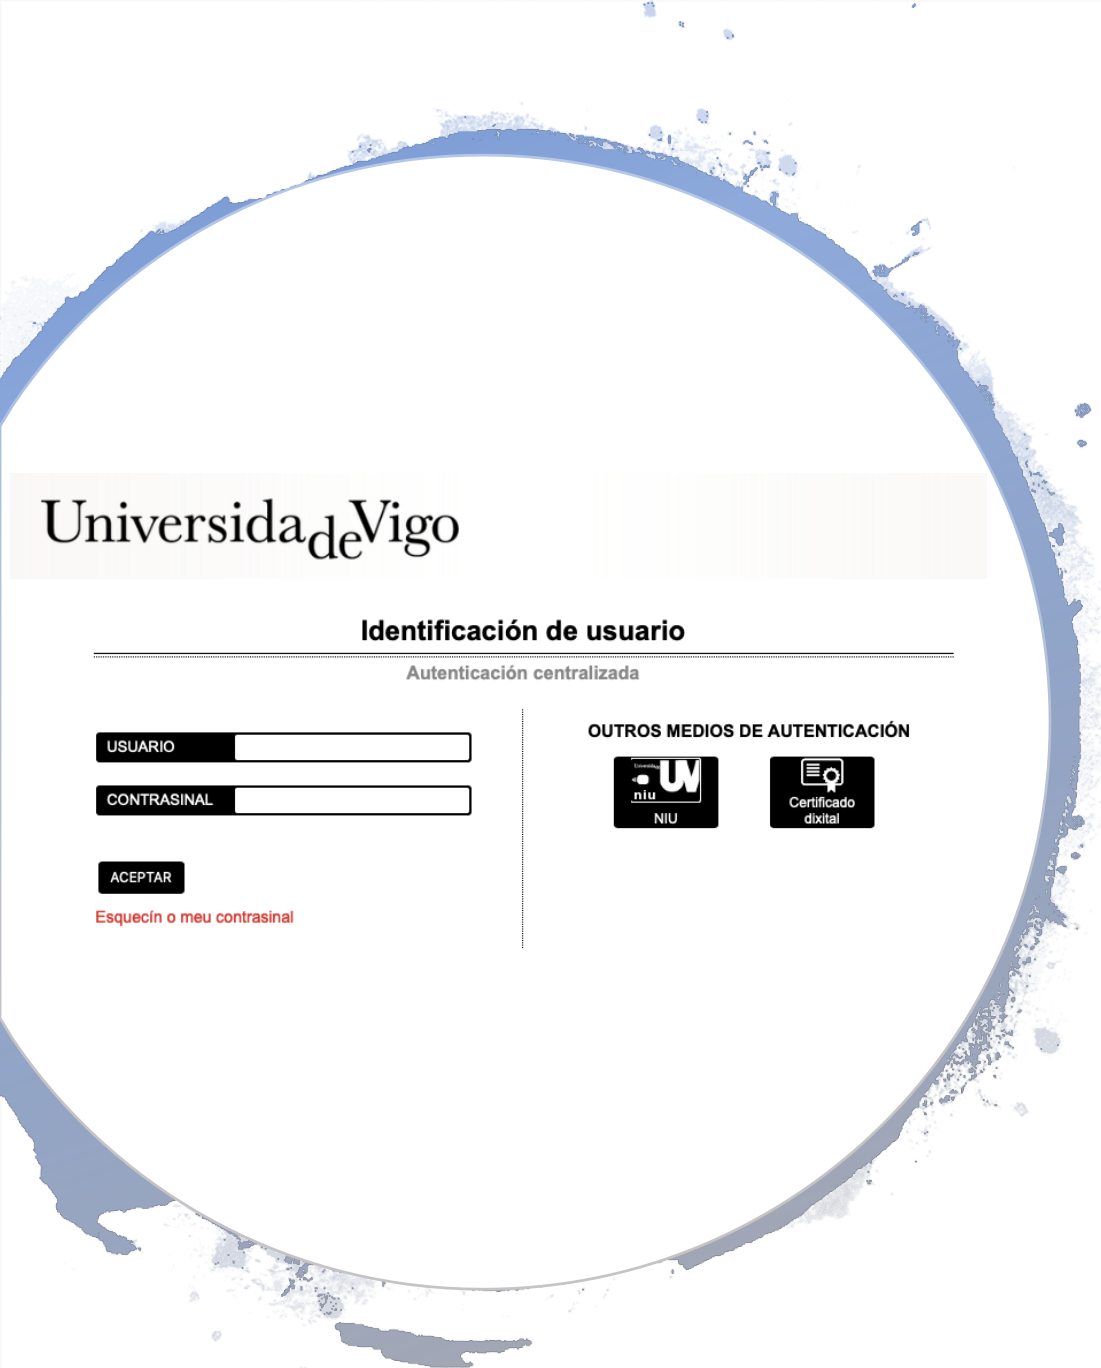 UniversidadeVigo
Identificación de usuario
Autenticación centralizada
USUARIO
CONTRASINAL
ACEPTAR
Esquecín o meu contrasinal
OUTROS MEDIOS DE AUTENTICACIÓN
niu
NIU
Certificado
dixital